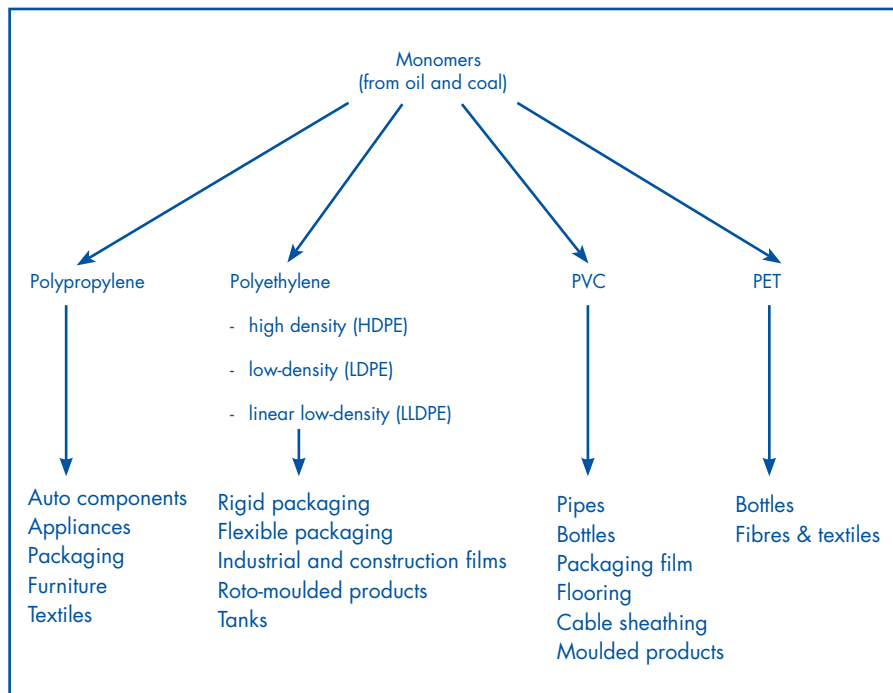 Monomers
(from oil and coal)
Polypropylene
Polyethylene
- high density (HDPE)
- low-density (LDPE)
- linear low-density (LLDPE)
PVC
PET
Auto components
Appliances
Packaging
Furniture
Textiles
Rigid packaging
Flexible packaging
Industrial and construction films
Roto-moulded products
Tanks
Pipes
Bottles
Packaging film
Flooring
Cable sheathing
Moulded products
Bottles
Fibres & textiles